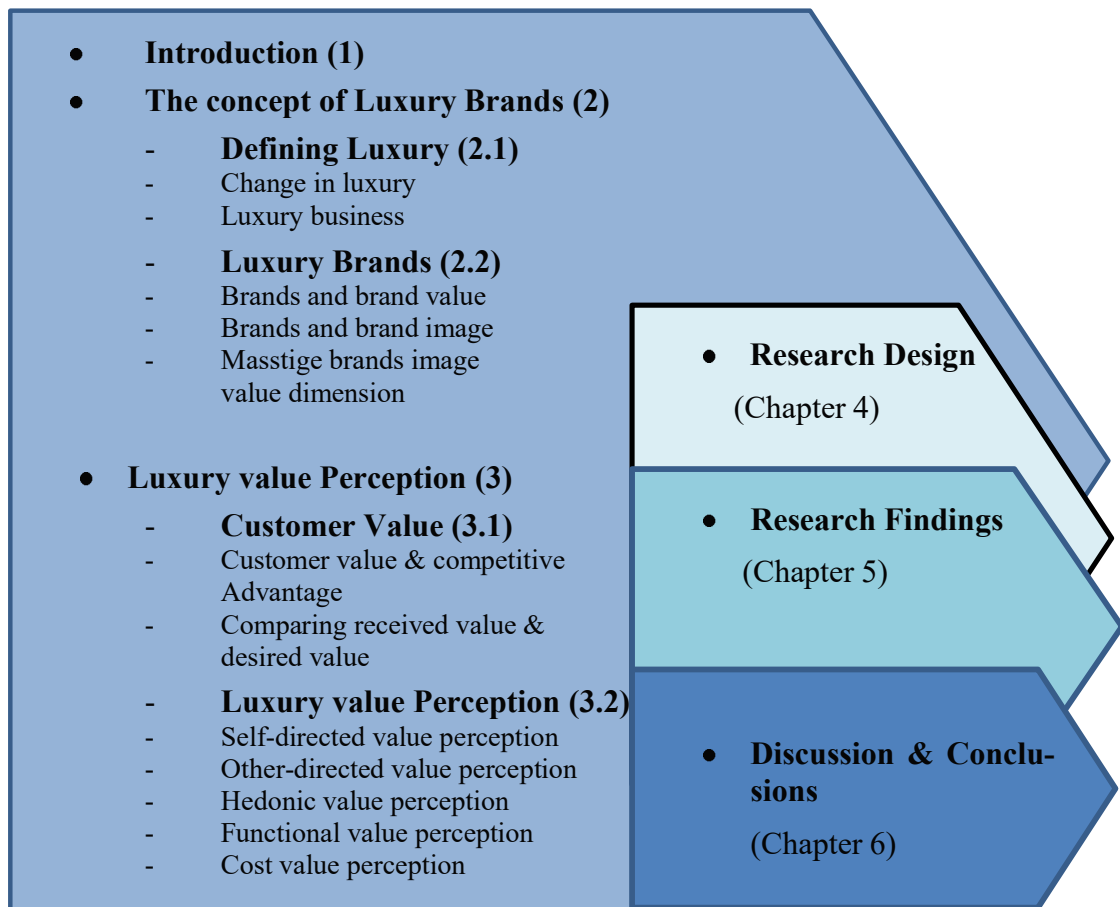 • Introduction (1)
• The concept of Luxury Brands (2)
- Defining Luxury (2.1)
- Change in luxury
- Luxury business
- Luxury Brands (2.2)
- Brands and brand value
- Brands and brand image
- Masstige brands image
value dimension
• Luxury value Perception (3)
- Customer Value (3.1)
- Customer value & competitive
Advantage
- Comparing received value &
desired value
- Luxury value Perception (3.2)
- Self-directed value perception
- Other-directed value perception
- Hedonic value perception
- Functional value perception
- Cost value perception
• Research Design
(Chapter 4)
• Research Findings
(Chapter 5)
• Discussion & Conclu-
sions
(Chapter 6)